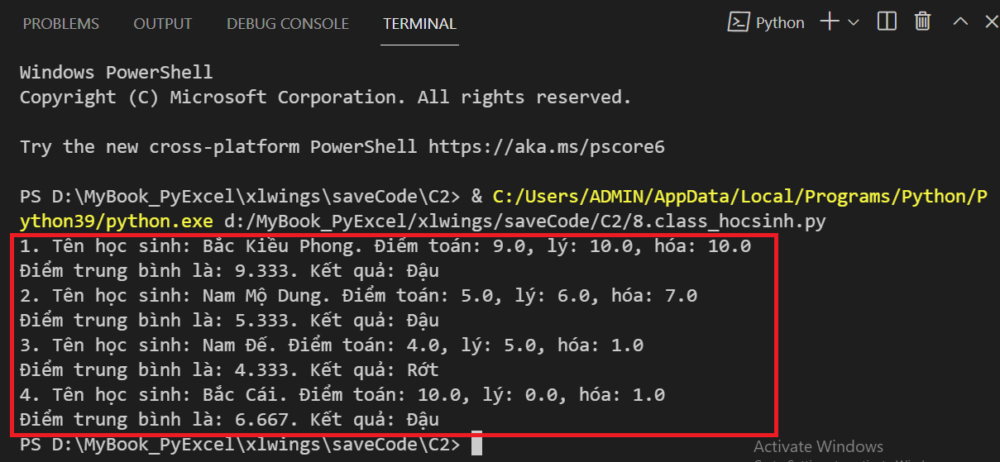 PROBLEMS OUTPUT DEBUG CONSOLE TERMINAL Python
Windows PowerShell
Copyright (C) Microsoft Corporation. All rights reserved.
Try the new cross-platform PowerShell https://aka.ms/pscore6
PS D:\MyBook_PyExcel\xlwings\saveCode\C2> & C:/Users/ADMIN/AppData/Local/Programs/Python/P
ython39/python.exe d:/MyBook_PyExcel/xlwings/saveCode/C2/8.class_hocsinh.py
1. Tên học sinh: Bắc Kiều Phong. Điểm toán: 9.0, lý: 10.0, hóa: 10.0
Điểm trung bình là: 9.333. Kết quả: Đậu
2. Tên học sinh: Nam Mộ Dung. Điểm toán: 5.0, lý: 6.0, hóa: 7.0
Điểm trung bình là: 5.333. Kết quả: Đậu
3. Tên học sinh: Nam Đế. Điểm toán: 4.0, lý: 5.0, hóa: 1.0
Điểm trung bình là: 4.333. Kết quả: Rớt
4. Tên học sinh: Bắc Cái. Điểm toán: 10.0, lý: 0.0, hóa: 1.0
Điểm trung bình là: 6.667. Kết quả: Đậu
PS D:\MyBook_PyExcel\xlwings\saveCode\C2>
Activate Windows